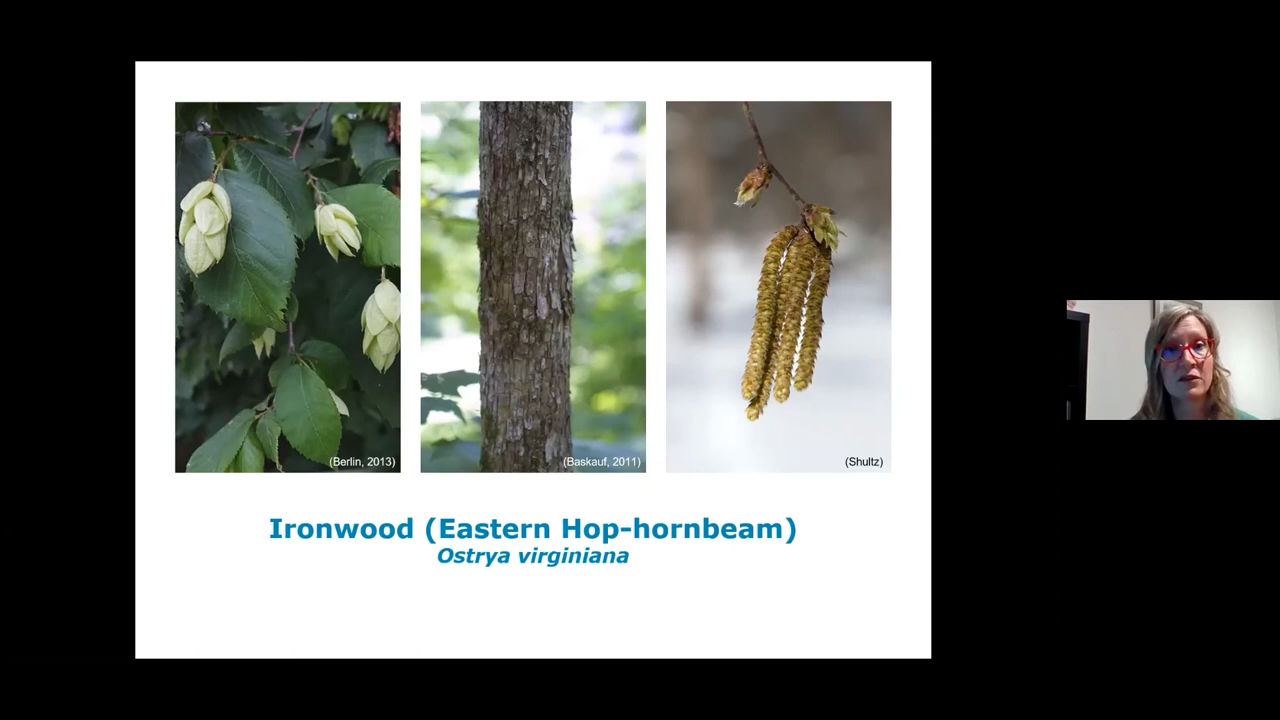 (Berlin, 2013)
(Baskauf, 2011)
(Shultz)
Ironwood (Eastern Hop-hornbeam)
Ostrya virginiana